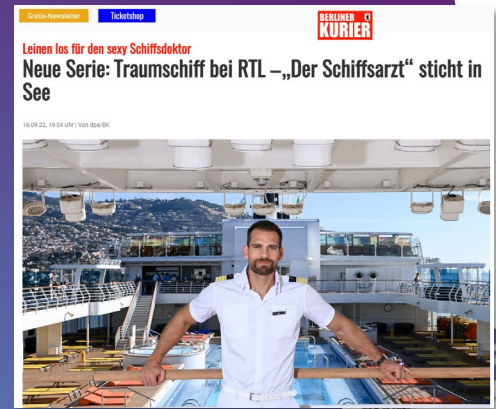 Gratis-Newsletter
Ticketshop
BERLINER
KURIER
Leinen los für den sexy Schiffsdoktor
Neue Serie: Traumschiff bei RTL –„Der Schiffsarzt“ sticht in
See
16.09.22, 19:04 Uhr | Von dpa/BK